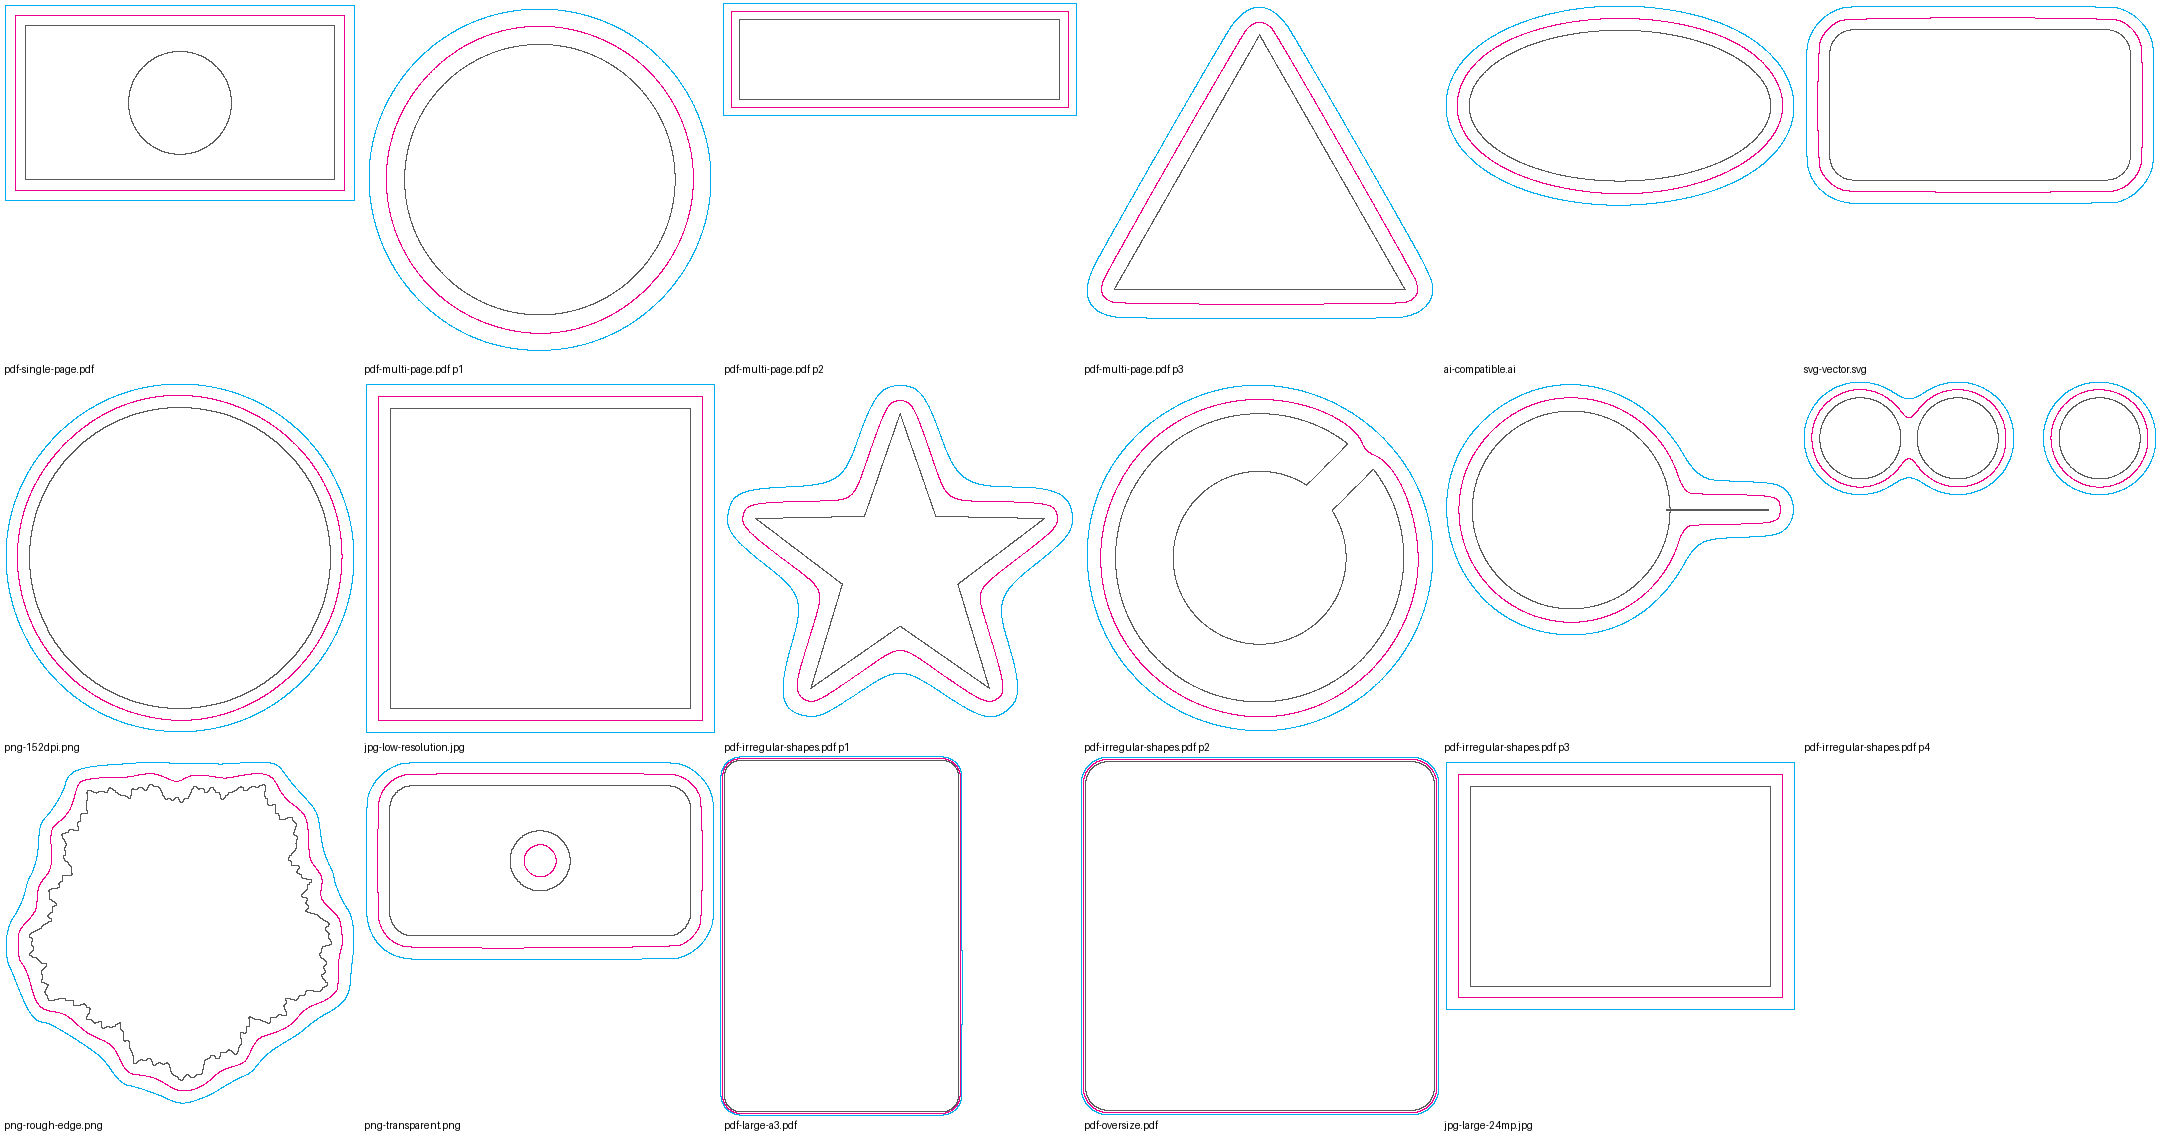 pdf-single-page.pdf
pdf-multi-page.pdf p1
pdf-multi-page.pdf p2
pdf-multi-page.pdf p3
ai-compatible.ai
svg-vector.svg
png-152dpi.png
jpg-low-resolution.jpg
pdf-irregular-shapes.pdf p1
pdf-irregular-shapes.pdf p2
pdf-irregular-shapes.pdf p3
pdf-irregular-shapes.pdf p4
png-rough-edge.png
png-transparent.png
pdf-large-a3.pdf
pdf-oversize.pdf
jpg-large-24mp.jpg